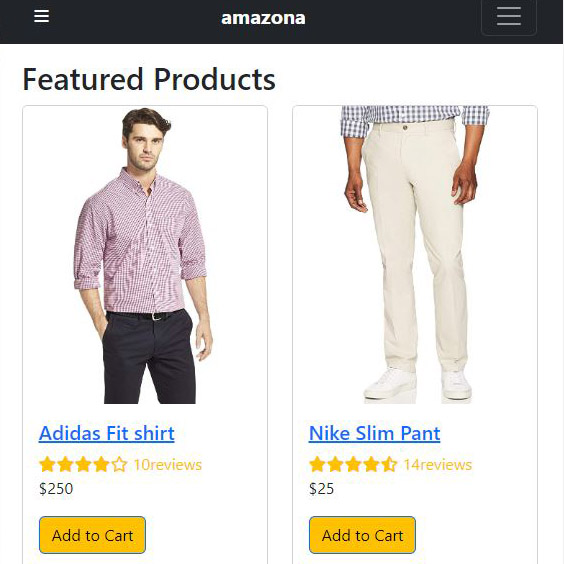 amazona
Featured Products
Adidas Fit shirt
10reviews
$250
Add to Cart
Nike Slim Pant
14reviews
$25
Add to Cart